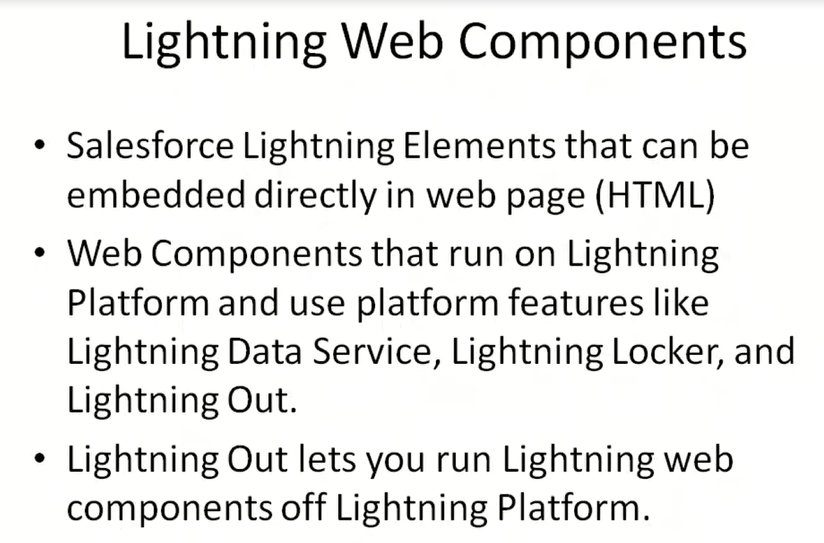 Lightning Web Components
• Salesforce Lightning Elements that can be
embedded directly in web page (HTML)
• Web Components that run on Lightning
Platform and use platform features like
Lightning Data Service, Lightning Locker, and
Lightning Out.
• Lightning Out lets you run Lightning web
components off Lightning Platform.